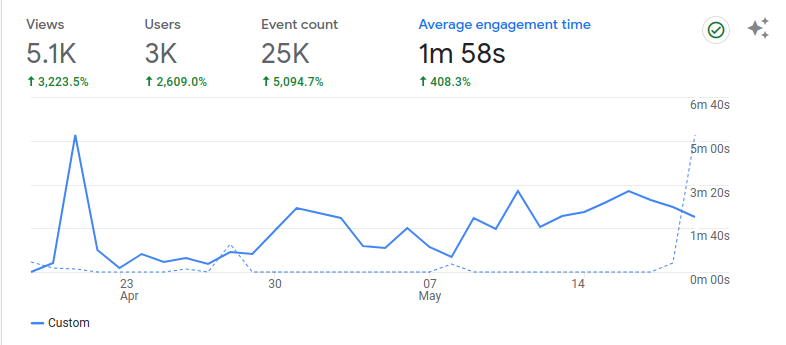 Views
Users
Event count
Average engagement time
5.1K
3K
25K
1m 58s
3,223.5%
2,609.0%
5,094.7%
408.3%
6m 40s
5m 00s
3m 20s
1m 40s
0m 00s
23
Apr
30
07
May
14
Custom